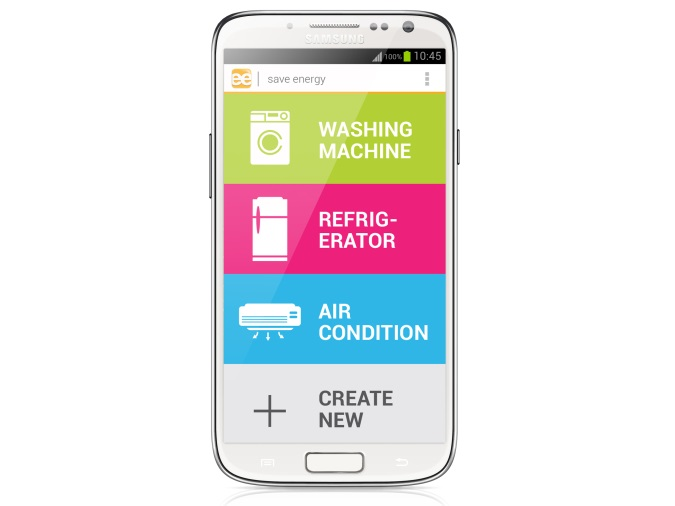 SAMSUNG
100% 10:45
ee save energy
WASHING
MACHINE
REFRIG-
ERATOR
AIR
CONDITION
CREATE
NEW